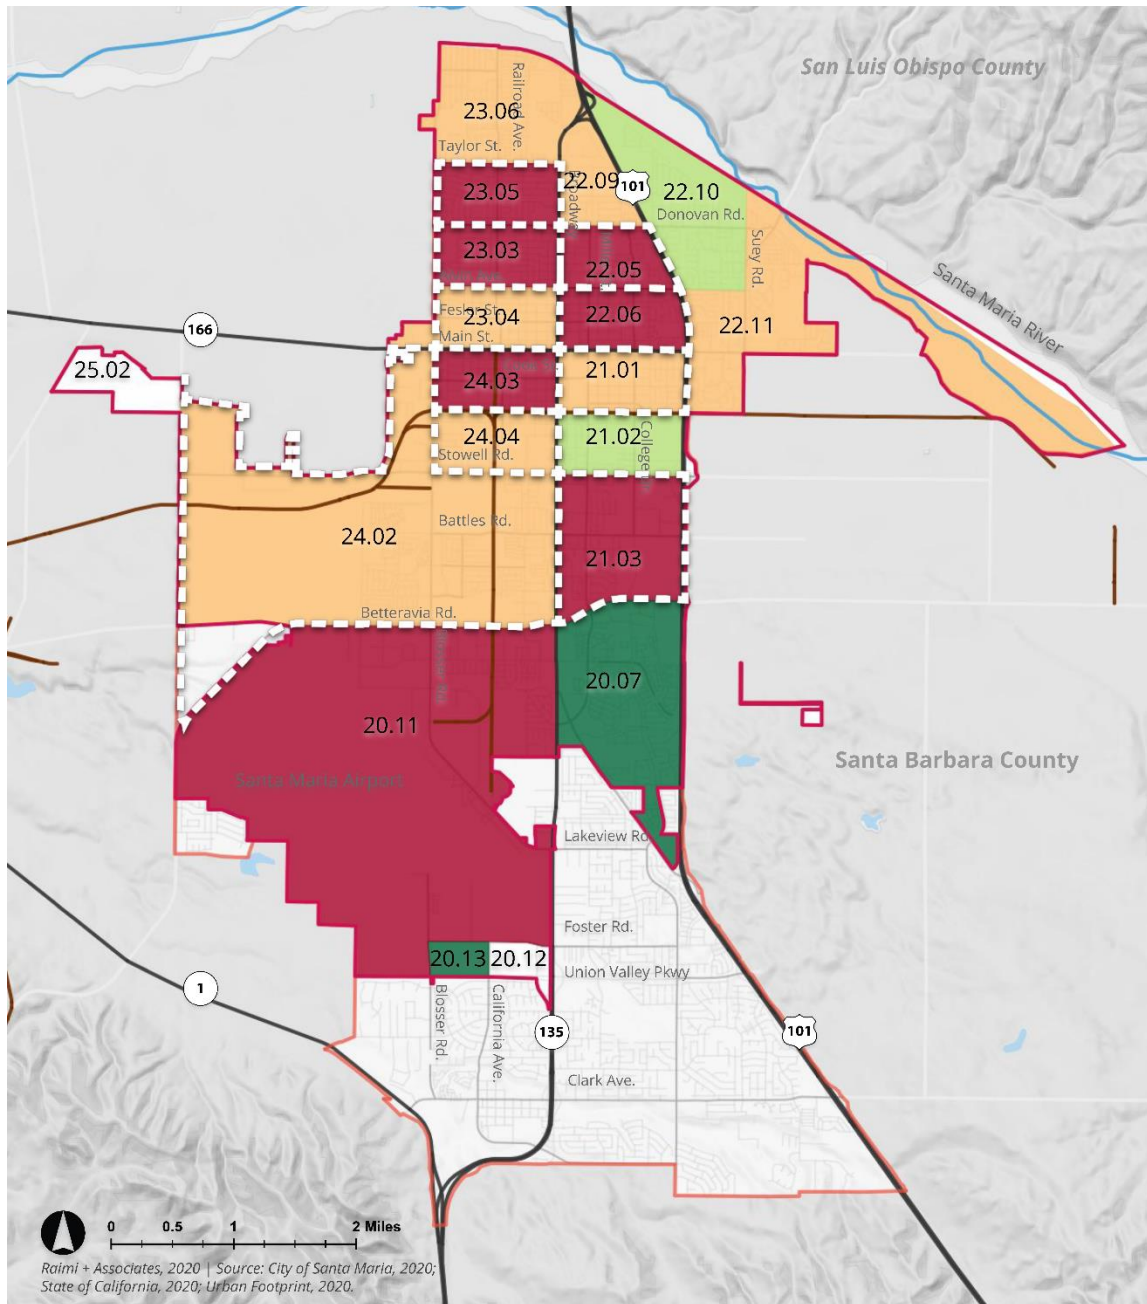 San Luis Obispo County
Railroad Ave.
23.06
Taylor St.
23.05
22.09
101
22.10
Broadway
Donovan Rd.
23.03
22.05
Suey Rd.
Santa Maria River
Fesler St.
23.04
22.06
22.11
166
Main St.
25.02
24.03
21.01
24.04
21.02
College
Stowell Rd.
Battles Rd.
24.02
21.03
Betteravia Rd.
20.07
20.11
Santa Maria Airport
Santa Barbara County
Lakeview Rd
Foster Rd.
20.13
20.12
Union Valley Pkwy
1
Blosser Rd.
California Ave.
135
101
Clark Ave.
0 0.5 1 2 Miles
Raimi + Associates, 2020 | Source: City of Santa Maria, 2020;
State of California, 2020; Urban Footprint, 2020.